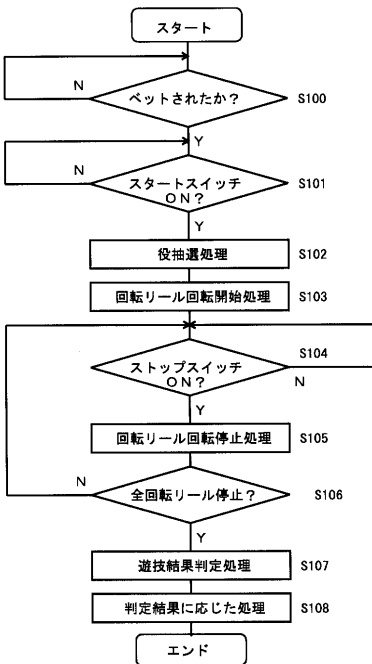 スタート
N
ベットされたか？
S100
Y
N
スタートスイッチ
ＯＮ？
S101
Y
役抽選処理
S102
回転リール回転開始処理
S103
ストップスイッチ
ＯＮ？
S104
N
Y
回転リール回転停止処理
S105
N
全回転リール停止？
S106
Y
遊技結果判定処理
S107
判定結果に応じた処理
S108
エンド